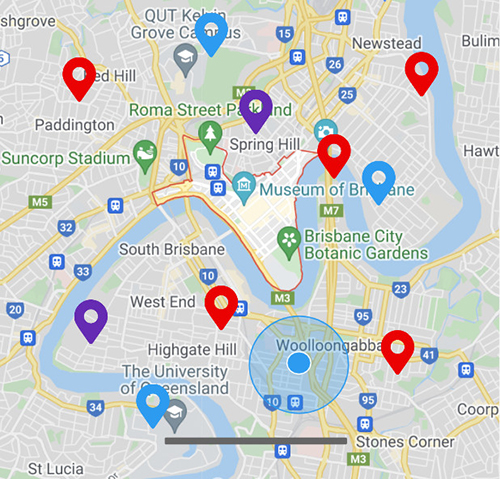 shgrove
QUT Kelvin
Grove Campus
15
Newstead
Bulim
26
ed Hill
M3
25
Roma Street Parkland
Paddington
Spring Hill
Suncorp Stadium
10
Hawt
Museum of Brisbane
M5
M7
32
Brisbane City
Botanic Gardens
South Brisbane
33
10
23
West End
M3
20
95
Highgate Hill
Woolloongabba
41
The University
of Queensland
34
10
95
Coorp
Stones Corner
M3
St Lucia